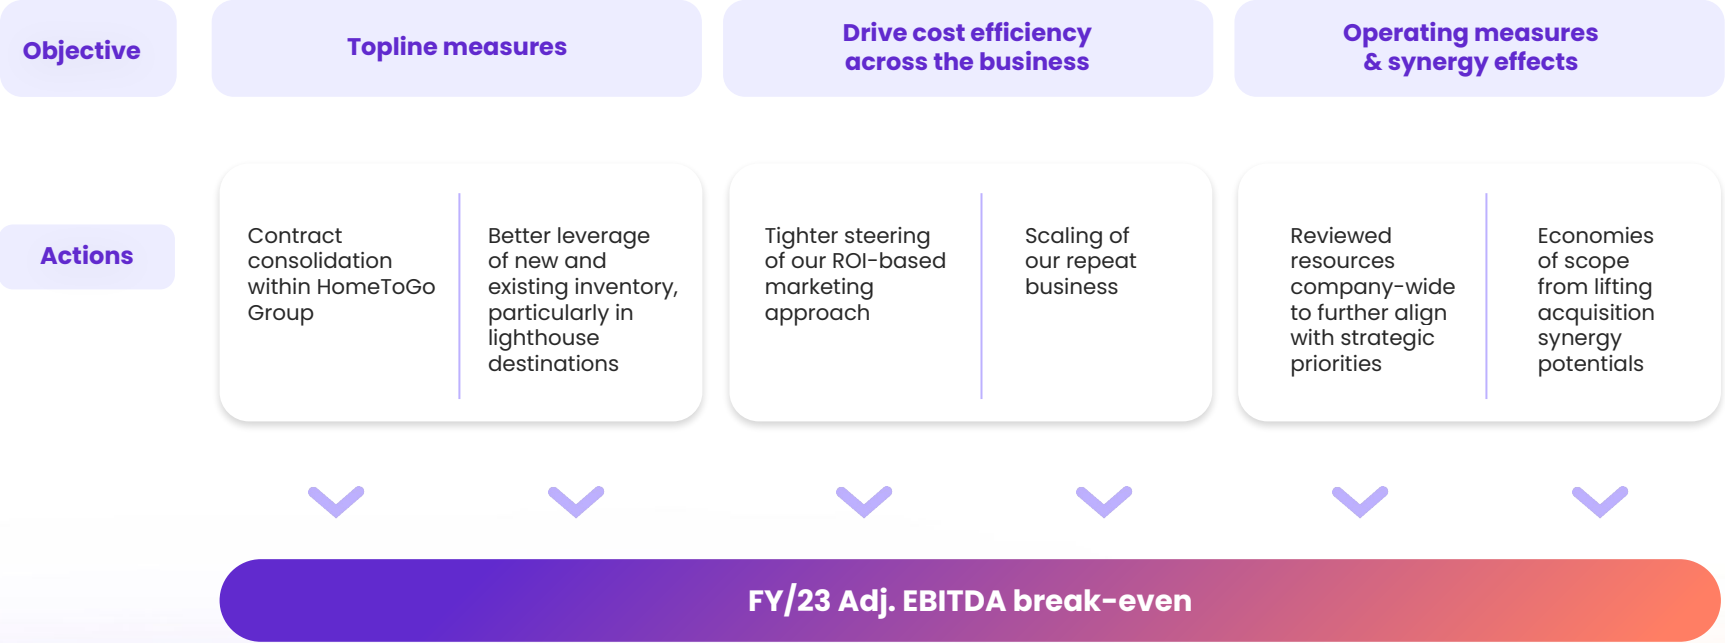 Objective
Topline measures
Drive cost efficiency
across the business
Operating measures
& synergy effects
Actions
Contract
consolidation
within HomeToGo
Group
Better leverage
of new and
existing inventory,
particularly in
lighthouse
destinations
Tighter steering
of our ROI-based
marketing
approach
Scaling of
our repeat
business
Reviewed
resources
company-wide
to further align
with strategic
priorities
Economies
of scope
from lifting
acquisition
synergy
potentials
FY/23 Adj. EBITDA break-even